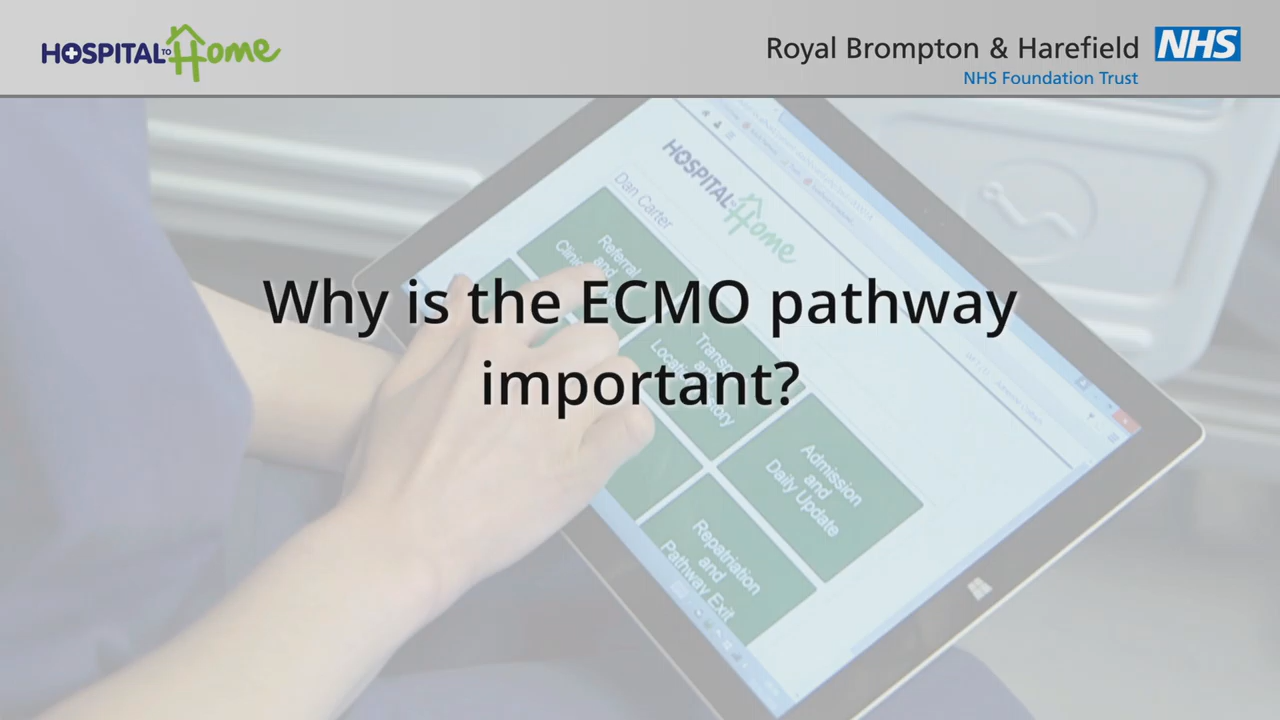 HOSPITAL TO Home
Royal Brompton & Harefield NHS
NHS Foundation Trust
HOSPITAL TO Home
Dan Carter
Referral
and
Why is the ECMO pathway
important?
Admission
and
Daily Update
Repatriation
and
Pathway Exit